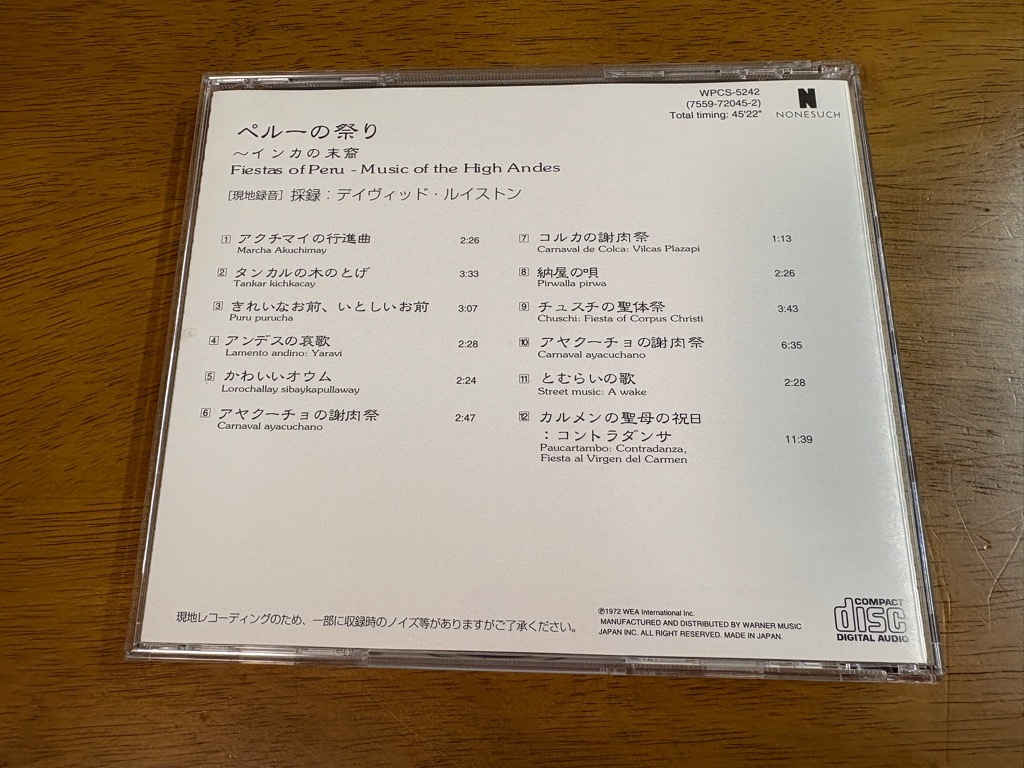 WPCS-5242
(7559-72045-2)
Total timing: 45'22"
N
NONESUCH
ペルーの祭り
～インカの末裔
Fiestas of Peru - Music of the High Andes
[現地録音] 採録：デイヴィッド・ルイストン
1 アクチマイの行進曲 2:26
Marcha Akuchimay
2 タンカルの木のとげ 3:33
Tankar kichkacay
3 きれいなお前、いとしいお前 3:07
Puru purucha
4 アンデスの哀歌 2:28
Lamento andino: Yaravi
5 かわいいオウム 2:24
Lorochallay sibaykapullaway
6 アヤクーチョの謝肉祭 2:47
Carnaval ayacuchano
7 コルカの謝肉祭 1:13
Carnaval de Colca: Vilcas Plazapi
8 納屋の唄 2:26
Pirwalla pirwa
9 チュスチの聖体祭 3:43
Chuschi: Fiesta of Corpus Christi
10 アヤクーチョの謝肉祭 6:35
Carnaval ayacuchano
11 とむらいの歌 2:28
Street music: A wake
12 カルメンの聖母の祝日
：コントラダンサ 11:39
Paucartambo: Contradanza,
Fiesta al Virgen del Carmen
現地レコーディングのため、一部に収録時のノイズ等がありますがご了承ください。
℗1972 WEA International Inc.
MANUFACTURED AND DISTRIBUTED BY WARNER MUSIC
JAPAN INC. ALL RIGHT RESERVED. MADE IN JAPAN.
COMPACT
disc
DIGITAL AUDIO